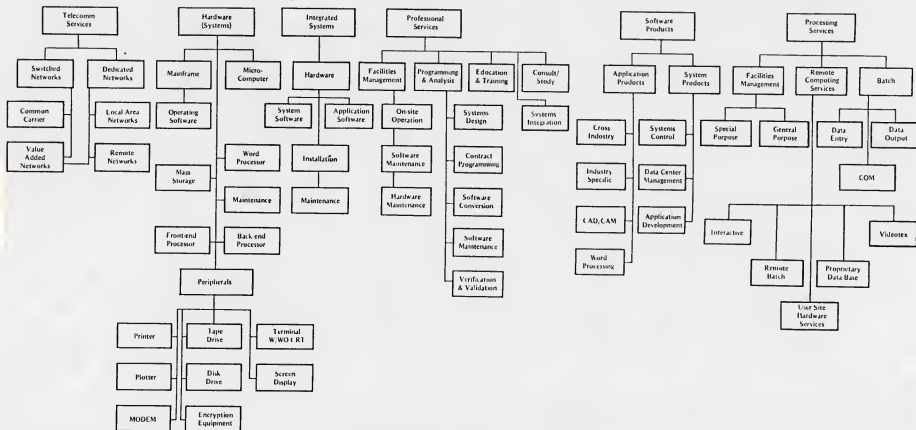 Telecomm
Services
Switched
Networks
Dedicated
Networks
Common
Carrier
Local Area
Networks
Value
Added
Networks
Remote
Networks
Hardware
(Systems)
Mainframe
Micro-
Computer
Operating
Software
Word
Processor
Mass
Storage
Maintenance
Front-end
Processor
Back-end
Processor
Peripherals
Printer
Tape
Drive
Terminal
W/WO CRT
Plotter
Disk
Drive
Screen
Display
MODEM
Encryption
Equipment
Integrated
Systems
Hardware
System
Software
Application
Software
Installation
Maintenance
Professional
Services
Facilities
Management
Programming
& Analysis
Education
& Training
Consult/
Study
On-site
Operation
Systems
Design
Systems
Integration
Software
Maintenance
Contract
Programming
Hardware
Maintenance
Software
Conversion
Software
Maintenance
Verification
& Validation
Software
Products
Application
Products
System
Products
Cross
Industry
Systems
Control
Industry
Specific
Data Center
Management
CAD/CAM
Application
Development
Word
Processing
Processing
Services
Facilities
Management
Remote
Computing
Services
Batch
Special
Purpose
General
Purpose
Data
Entry
Data
Output
COM
Interactive
Videotex
Remote
Batch
Proprietary
Data Base
User Site
Hardware
Services